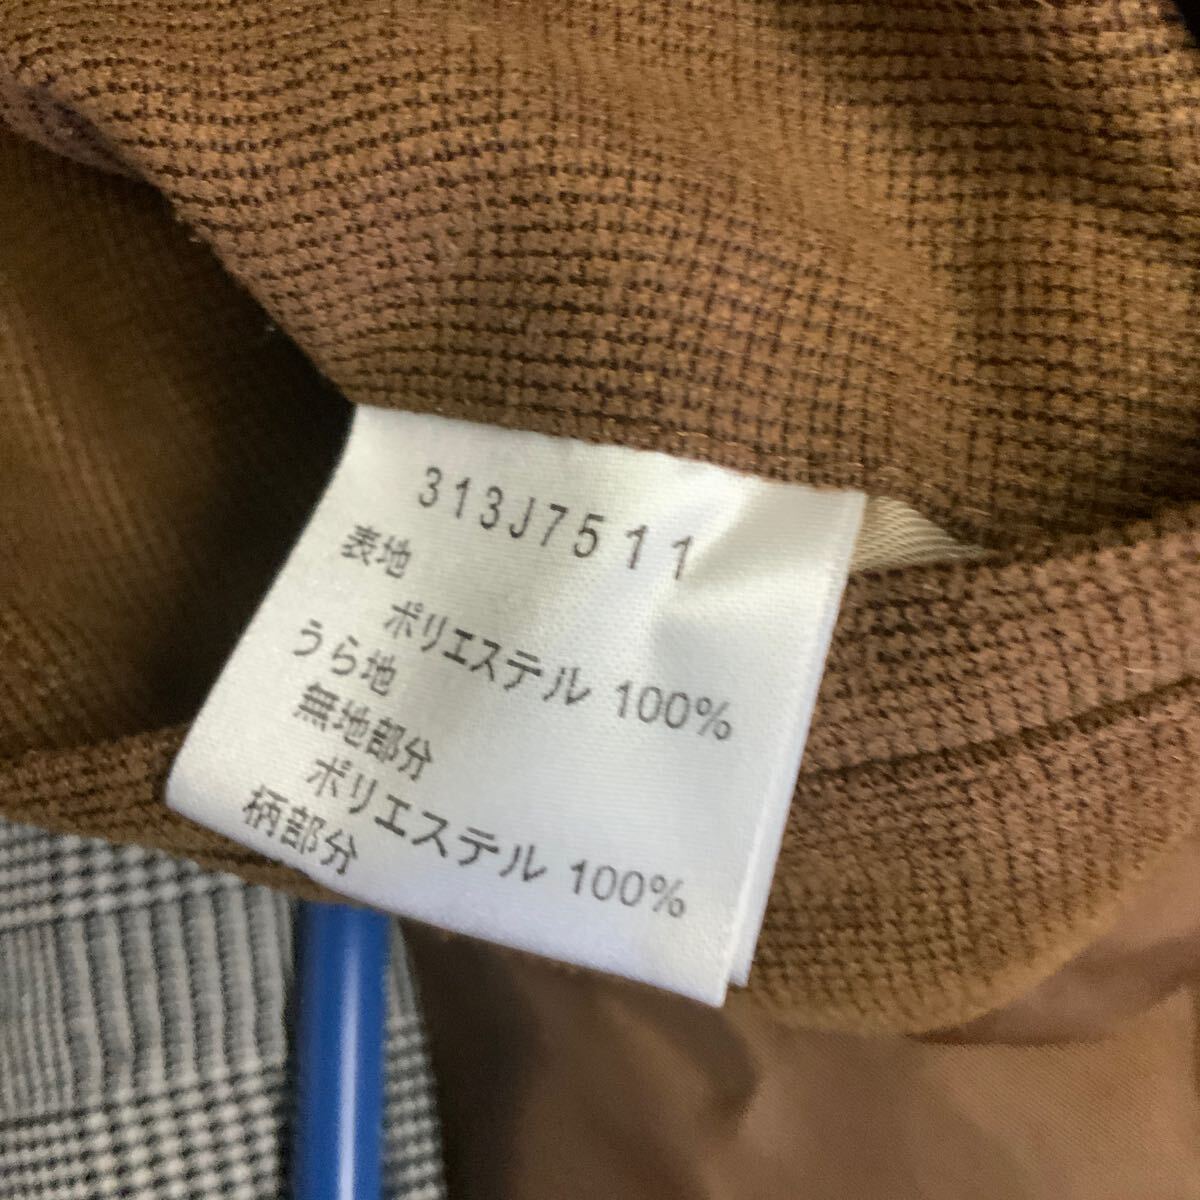 313J7511
表地
ポリエステル 100%
うら地
無地部分
ポリエステル 100%
柄部分